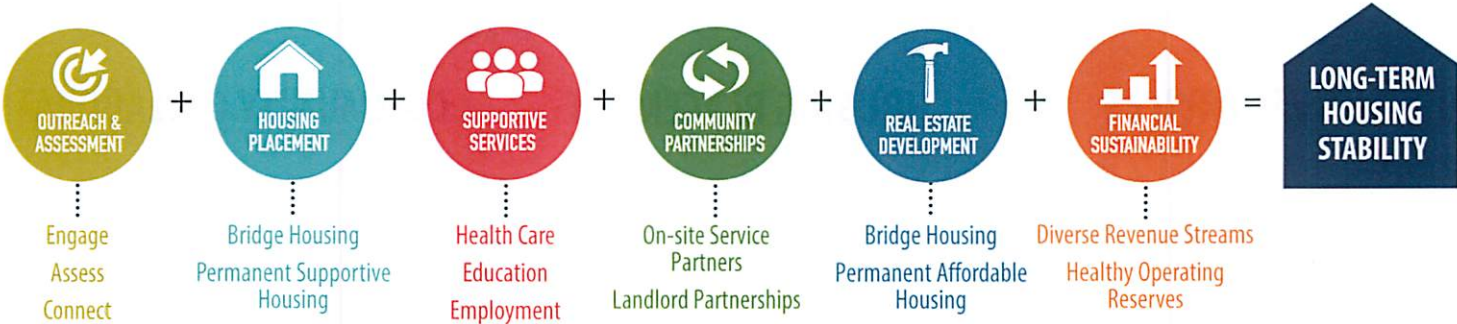 OUTREACH &
ASSESSMENT
+
HOUSING
PLACEMENT
+
SUPPORTIVE
SERVICES
+
COMMUNITY
PARTNERSHIPS
+
REAL ESTATE
DEVELOPMENT
+
FINANCIAL
SUSTAINABILITY
=
LONG-TERM
HOUSING
STABILITY
Engage
Assess
Connect
Bridge Housing
Permanent Supportive
Housing
Health Care
Education
Employment
On-site Service
Partners
Landlord Partnerships
Bridge Housing
Permanent Affordable
Housing
Diverse Revenue Streams
Healthy Operating
Reserves